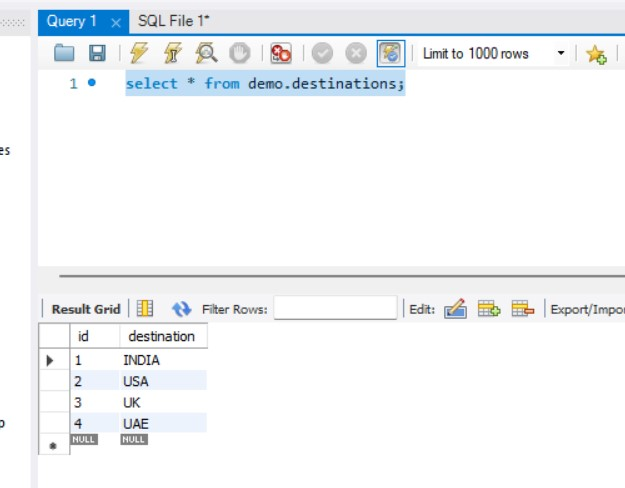 Query 1 SQL File 1*
Limit to 1000 rows
1 select * from demo.destinations;
es
Result Grid Filter Rows: Edit: Export/Impor
id destination
1 INDIA
2 USA
3 UK
4 UAE
NULL NULL
p